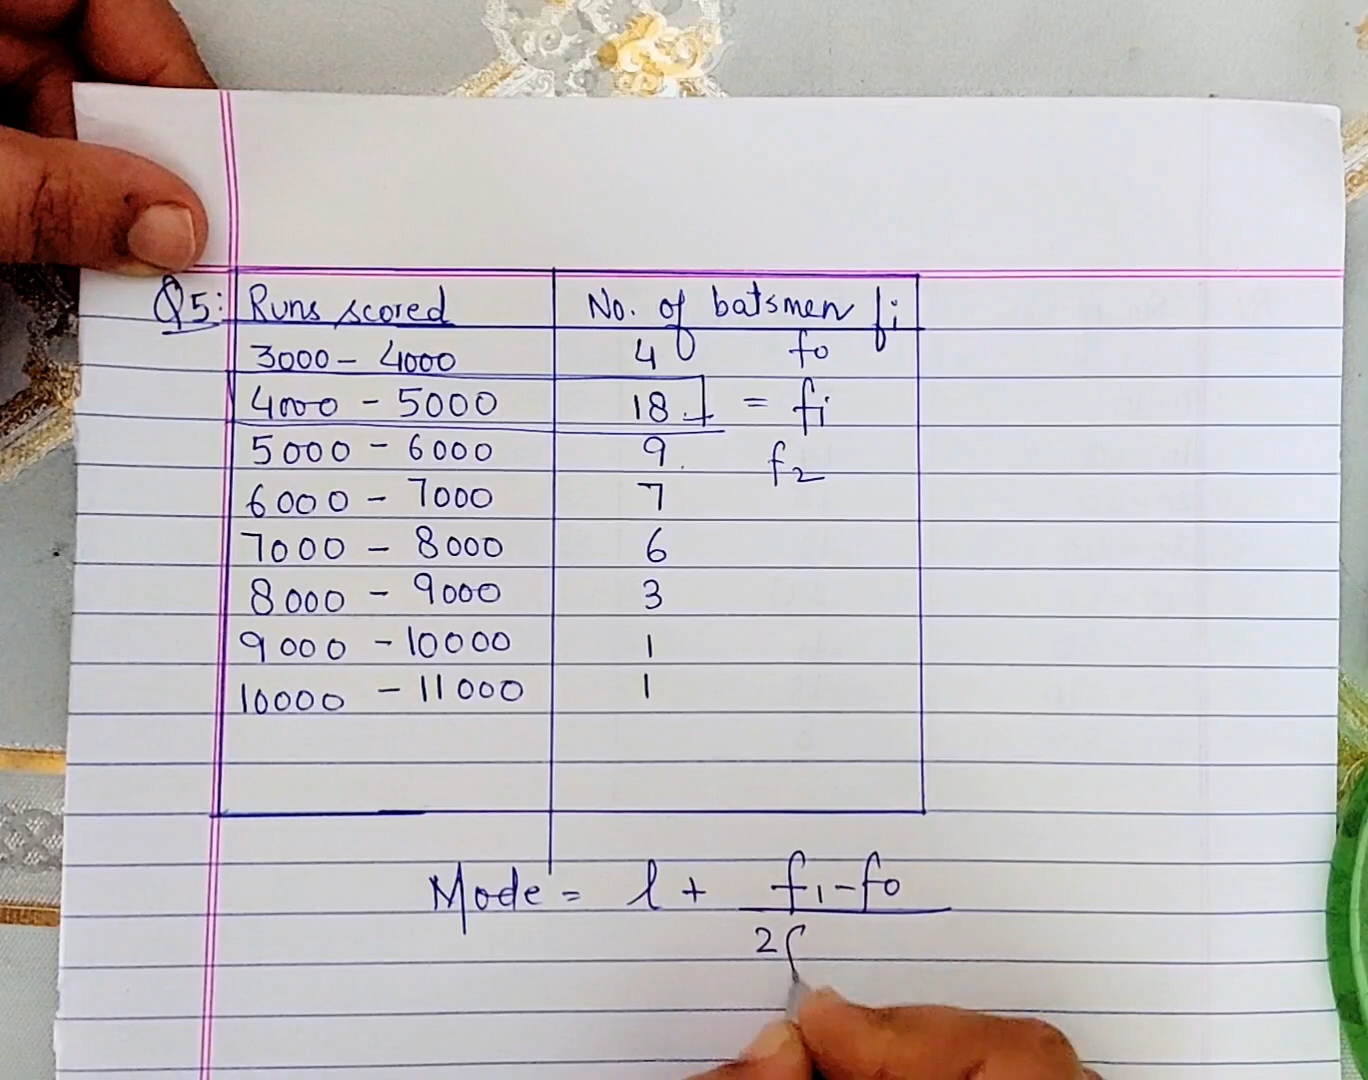 Q5: Runs scored No. of batsmen fi
3000 - 4000 4 f0
4000 - 5000 18 = f1
5000 - 6000 9 f2
6000 - 7000 7
7000 - 8000 6
8000 - 9000 3
9000 - 10000 1
10000 - 11000 1
Mode = l + f1 - f0
2f